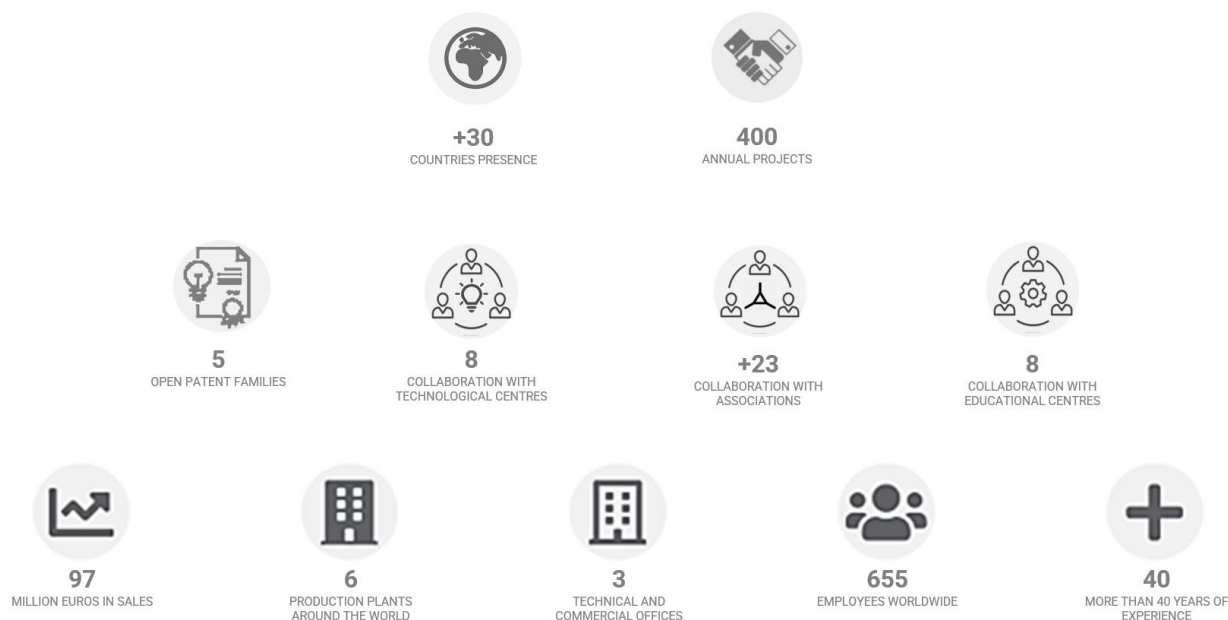 +30
COUNTRIES PRESENCE
400
ANNUAL PROJECTS
5
OPEN PATENT FAMILIES
8
COLLABORATION WITH
TECHNOLOGICAL CENTRES
+23
COLLABORATION WITH
ASSOCIATIONS
8
COLLABORATION WITH
EDUCATIONAL CENTRES
97
MILLION EUROS IN SALES
6
PRODUCTION PLANTS
AROUND THE WORLD
3
TECHNICAL AND
COMMERCIAL OFFICES
655
EMPLOYEES WORLDWIDE
40
MORE THAN 40 YEARS OF
EXPERIENCE